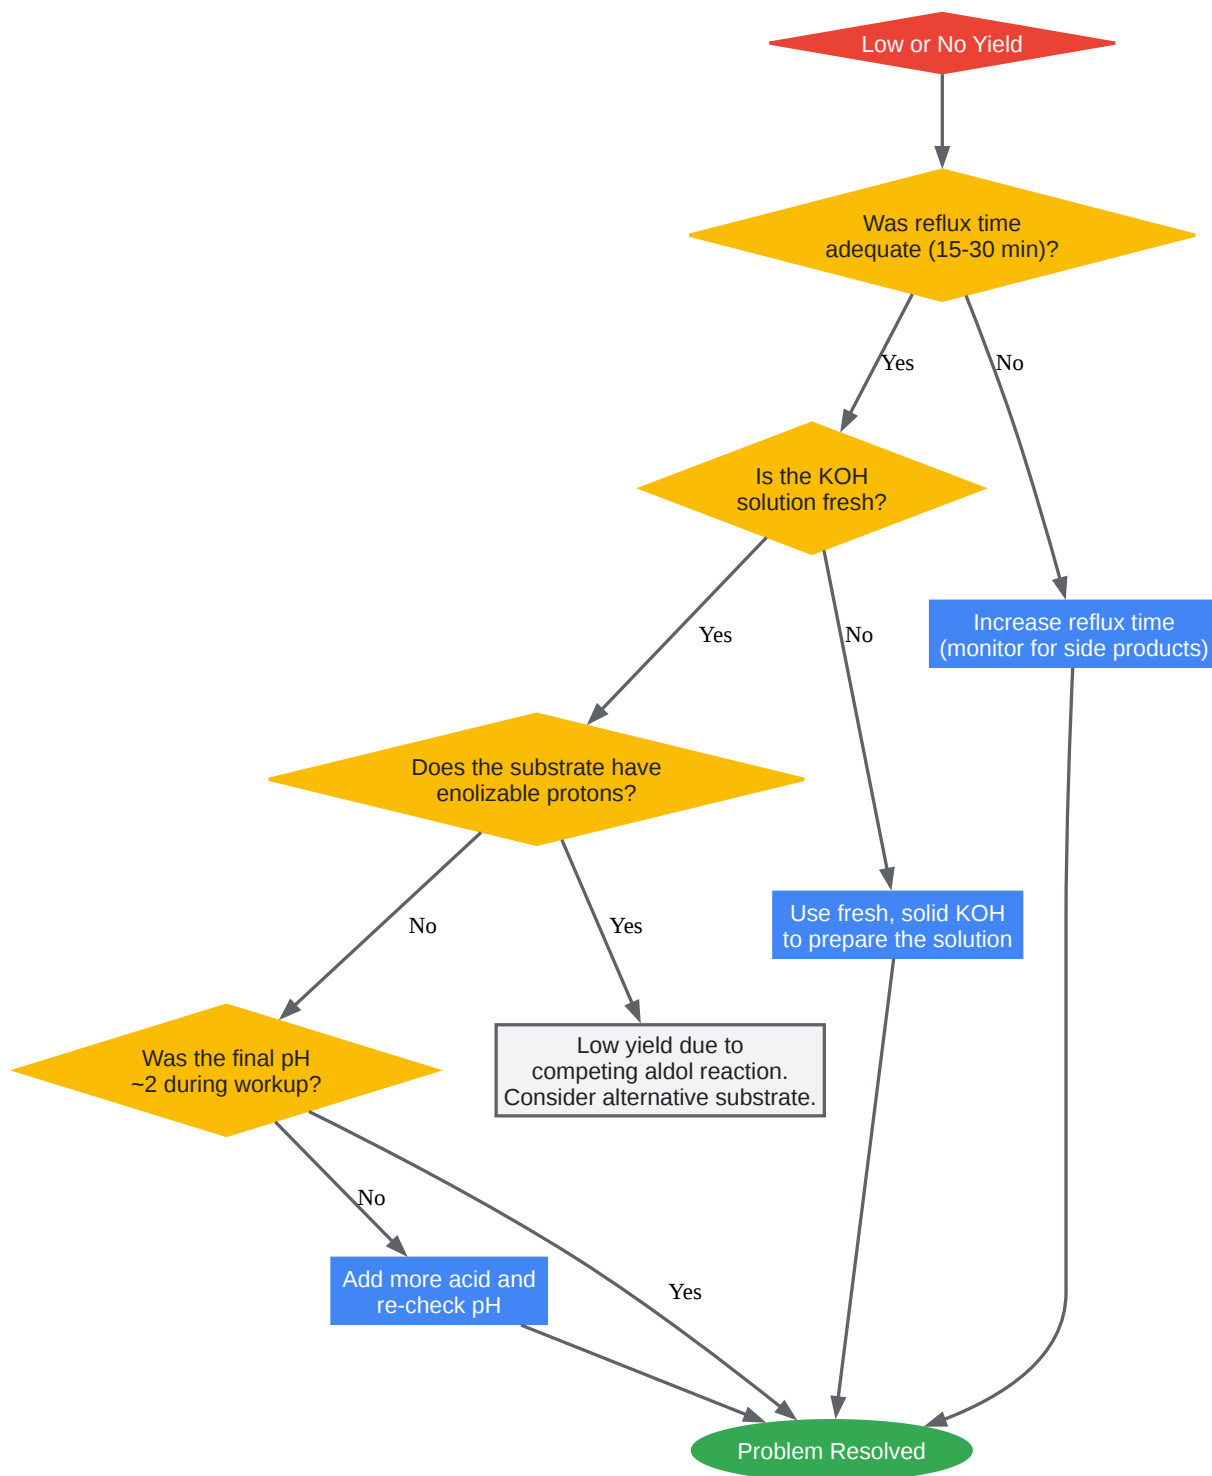 Low or No Yield
Was reflux time
adequate (15-30 min)?
Yes
No
Is the KOH
solution fresh?
Increase reflux time
(monitor for side products)
Yes
No
Does the substrate have
enolizable protons?
Use fresh, solid KOH
to prepare the solution
No
Yes
Was the final pH
~2 during workup?
Low yield due to
competing aldol reaction.
Consider alternative substrate.
No
Add more acid and
re-check pH
Yes
Problem Resolved